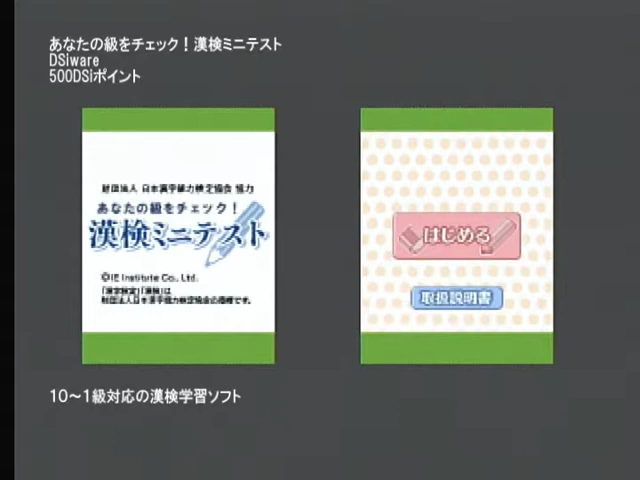 あなたの級をチェック！漢検ミニテスト
DSiware
500DSiポイント
財団法人 日本漢字能力検定協会 協力
あなたの級をチェック！
漢検ミニテスト
©IE Institute Co., Ltd.
「漢字検定」「漢検」は
財団法人日本漢字能力検定協会の商標です。
はじめる
取扱説明書
10～1級対応の漢検学習ソフト